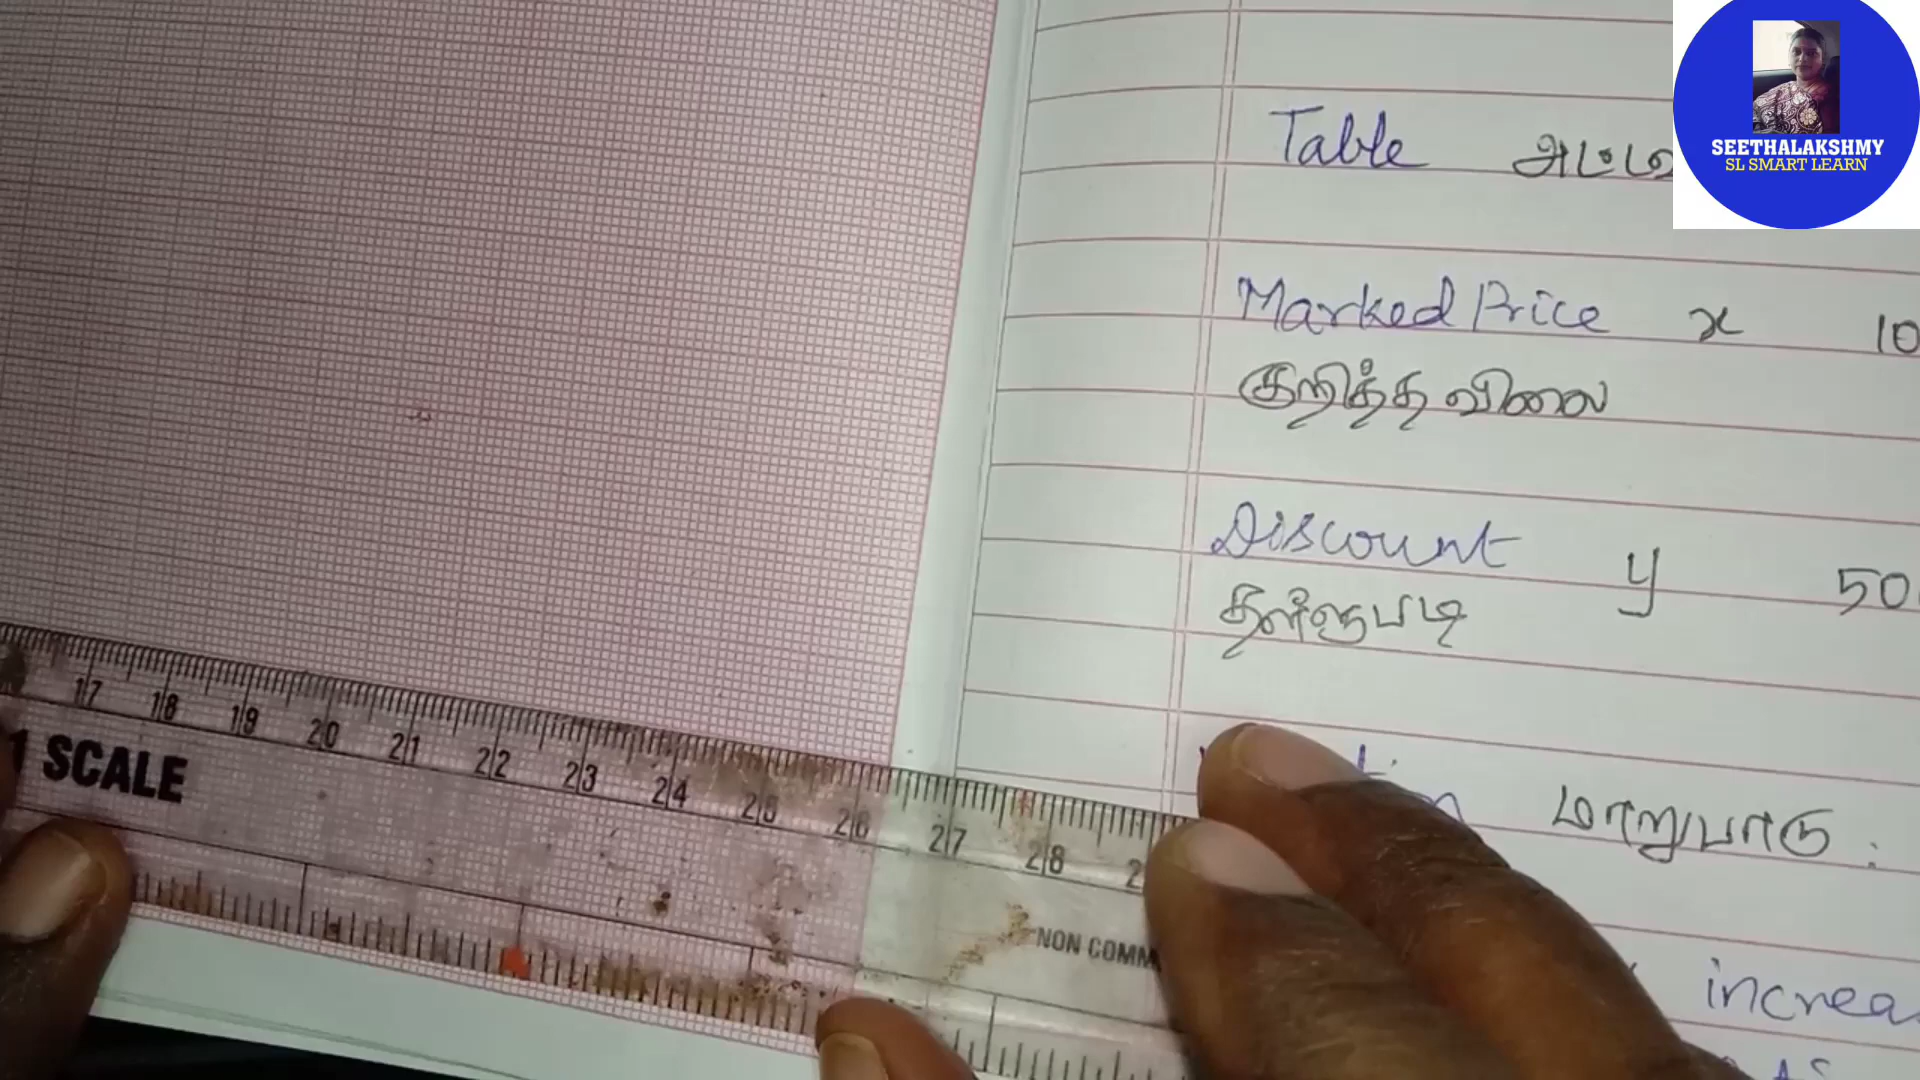 SEETHALAKSHMY
SL SMART LEARN
Table
Marked Price x 10
குறித்த விலை
Discount y 50
தள்ளுபடி
மாறுபாடு :
increa
17 18 19 20 21 22 23 24 25 26 27 28
SCALE
NON COMM